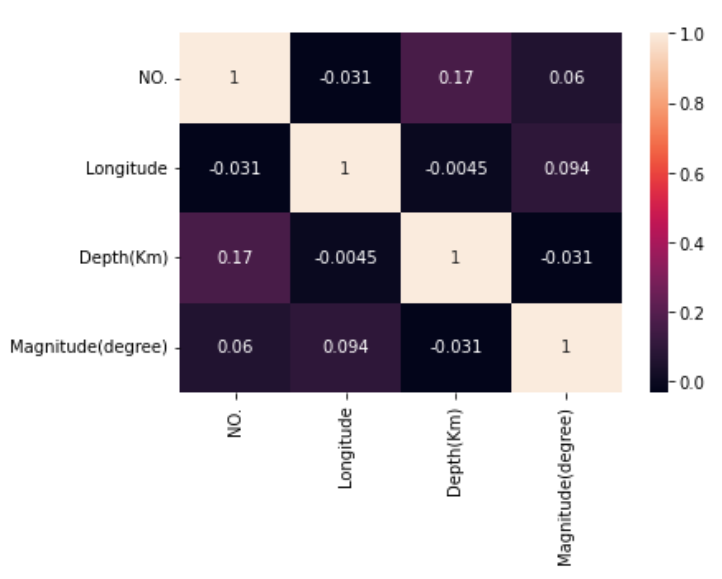 NO. 1 -0.031 0.17 0.06
Longitude -0.031 1 -0.0045 0.094
Depth(Km) 0.17 -0.0045 1 -0.031
Magnitude(degree) 0.06 0.094 -0.031 1
NO.
Longitude
Depth(Km)
Magnitude(degree)
1.0
0.8
0.6
0.4
0.2
0.0